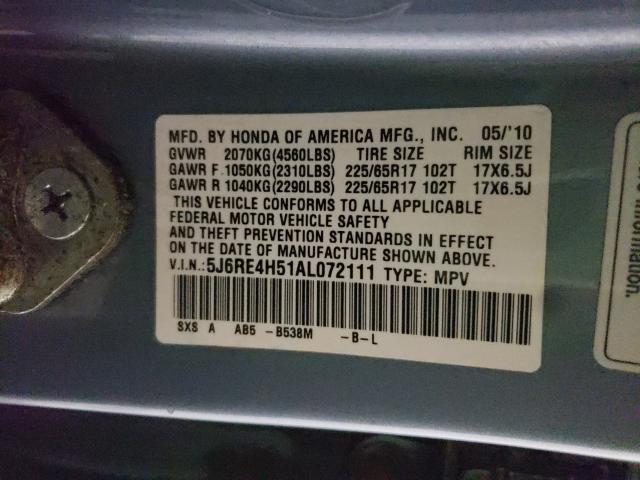 MFD. BY HONDA OF AMERICA MFG., INC. 05/'10
GVWR 2070KG(4560LBS) TIRE SIZE RIM SIZE
GAWR F 1050KG(2310LBS) 225/65R17 102T 17X6.5J
GAWR R 1040KG(2290LBS) 225/65R17 102T 17X6.5J
THIS VEHICLE CONFORMS TO ALL APPLICABLE
FEDERAL MOTOR VEHICLE SAFETY
AND THEFT PREVENTION STANDARDS IN EFFECT
ON THE DATE OF MANUFACTURE SHOWN ABOVE.
V.I.N.:5J6RE4H51AL072111 TYPE: MPV
SXS A AB5 -B538M -B-L
information.